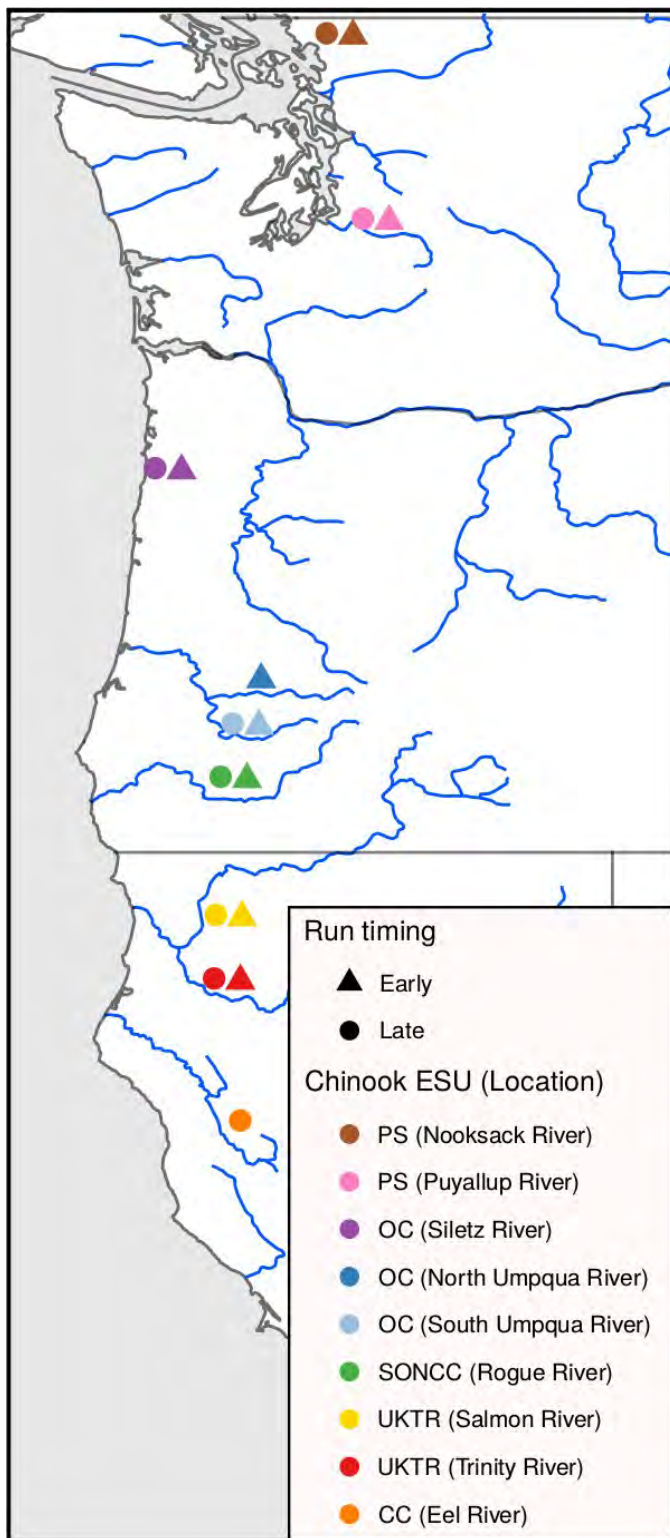 Run timing
Early
Late
Chinook ESU (Location)
PS (Nooksack River)
PS (Puyallup River)
OC (Siletz River)
OC (North Umpqua River)
OC (South Umpqua River)
SONCC (Rogue River)
UKTR (Salmon River)
UKTR (Trinity River)
CC (Eel River)